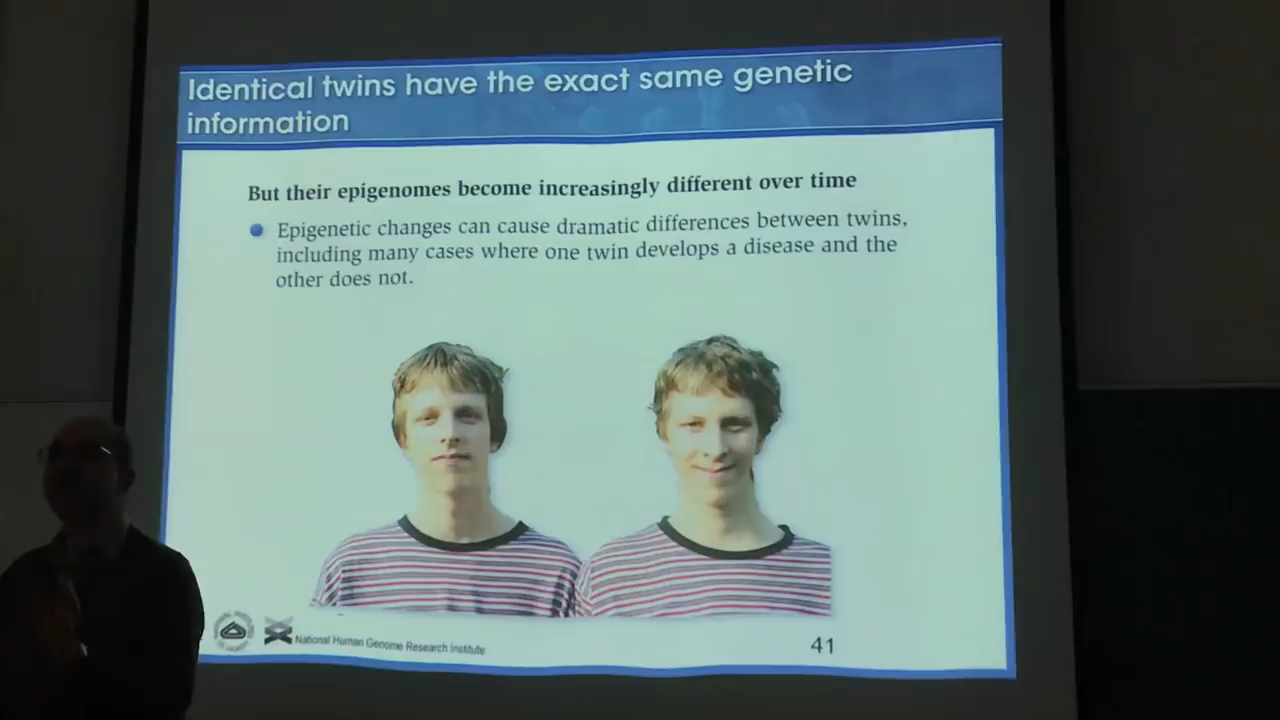 Identical twins have the exact same genetic
information
But their epigenomes become increasingly different over time
Epigenetic changes can cause dramatic differences between twins,
including many cases where one twin develops a disease and the
other does not.
National Human Genome Research Institute
41